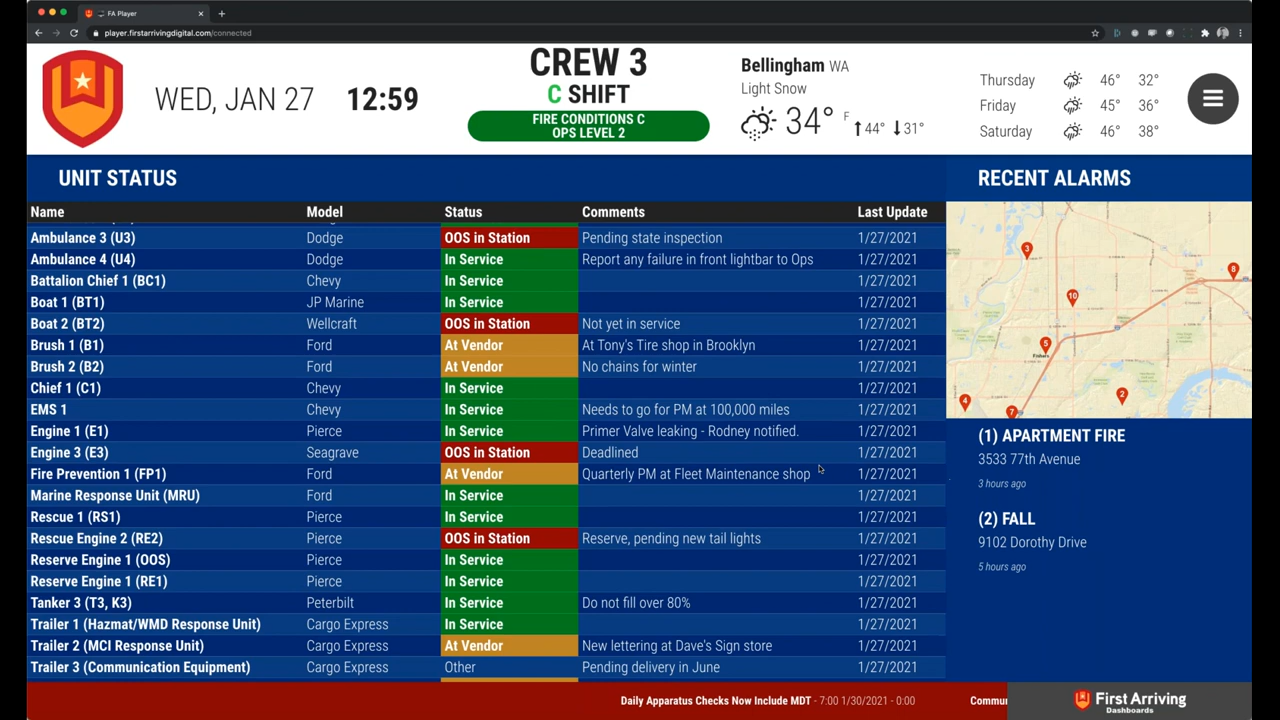 FA Player
player.firstarrivingdigital.com/connected
WED, JAN 27 12:59
CREW 3
C SHIFT
FIRE CONDITIONS C
OPS LEVEL 2
Bellingham WA
Light Snow
34° F 44° 31°
Thursday 46° 32°
Friday 45° 36°
Saturday 46° 38°
UNIT STATUS
Name Model Status Comments Last Update
Ambulance 3 (U3) Dodge OOS in Station Pending state inspection 1/27/2021
Ambulance 4 (U4) Dodge In Service Report any failure in front lightbar to Ops 1/27/2021
Battalion Chief 1 (BC1) Chevy In Service 1/27/2021
Boat 1 (BT1) JP Marine In Service 1/27/2021
Boat 2 (BT2) Wellcraft OOS in Station Not yet in service 1/27/2021
Brush 1 (B1) Ford At Vendor At Tony's Tire shop in Brooklyn 1/27/2021
Brush 2 (B2) Ford At Vendor No chains for winter 1/27/2021
Chief 1 (C1) Chevy In Service 1/27/2021
EMS 1 Chevy In Service Needs to go for PM at 100,000 miles 1/27/2021
Engine 1 (E1) Pierce In Service Primer Valve leaking - Rodney notified. 1/27/2021
Engine 3 (E3) Seagrave OOS in Station Deadlined 1/27/2021
Fire Prevention 1 (FP1) Ford At Vendor Quarterly PM at Fleet Maintenance shop 1/27/2021
Marine Response Unit (MRU) Ford In Service 1/27/2021
Rescue 1 (RS1) Pierce In Service 1/27/2021
Rescue Engine 2 (RE2) Pierce OOS in Station Reserve, pending new tail lights 1/27/2021
Reserve Engine 1 (OOS) Pierce In Service 1/27/2021
Reserve Engine 1 (RE1) Pierce In Service 1/27/2021
Tanker 3 (T3, K3) Peterbilt In Service Do not fill over 80% 1/27/2021
Trailer 1 (Hazmat/WMD Response Unit) Cargo Express In Service 1/27/2021
Trailer 2 (MCI Response Unit) Cargo Express At Vendor New lettering at Dave's Sign store 1/27/2021
Trailer 3 (Communication Equipment) Cargo Express Other Pending delivery in June 1/27/2021
RECENT ALARMS
3
8
10
5
Fishers
4
7
2
(1) APARTMENT FIRE
3533 77th Avenue
3 hours ago
(2) FALL
9102 Dorothy Drive
5 hours ago
Daily Apparatus Checks Now Include MDT - 7:00 1/30/2021 - 0:00 Commu
First Arriving
Dashboards